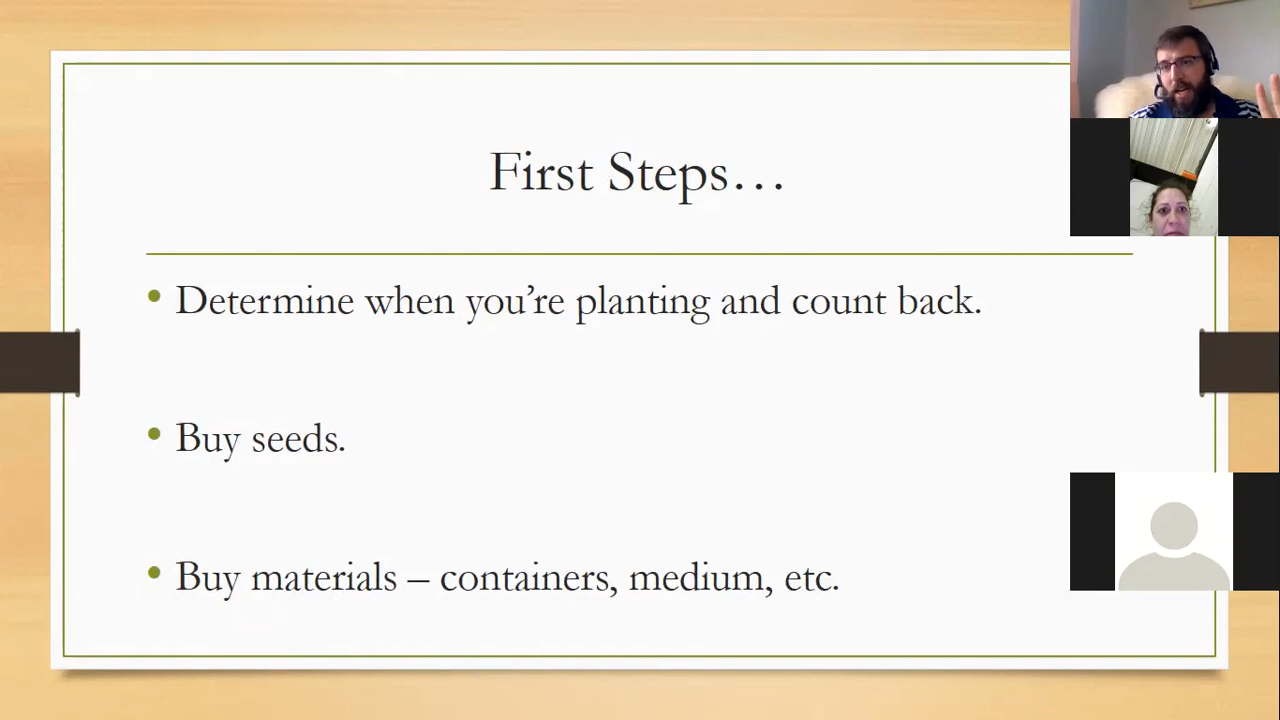 First Steps…
Determine when you’re planting and count back.
Buy seeds.
Buy materials – containers, medium, etc.